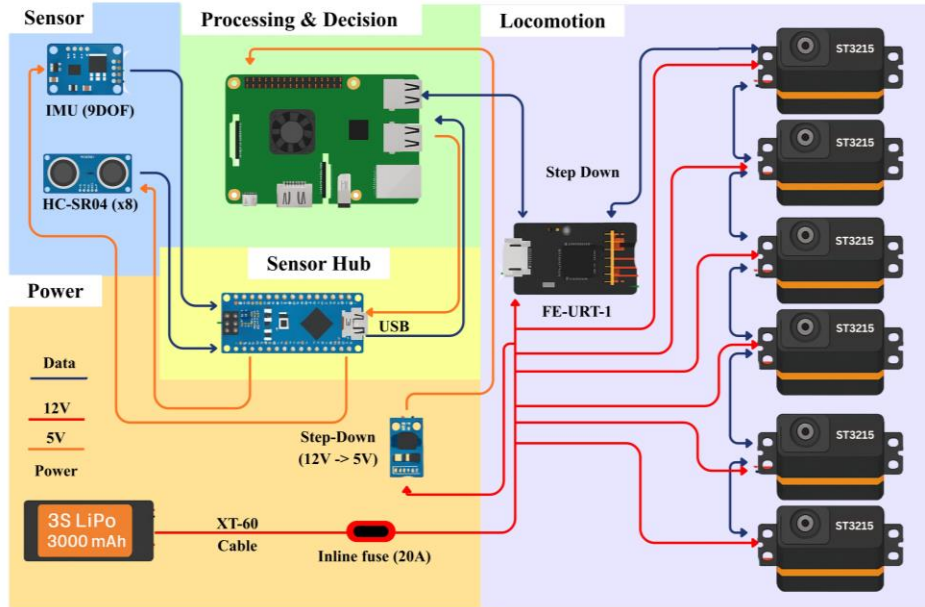 Sensor
Processing & Decision
Locomotion
IMU (9DOF)
HC-SR04 (x8)
Step Down
FE-URT-1
ST3215
ST3215
ST3215
ST3215
ST3215
ST3215
Sensor Hub
USB
Power
Data
12V
5V
Power
Step-Down
(12V -> 5V)
3S LiPo
3000 mAh
XT-60
Cable
Inline fuse (20A)